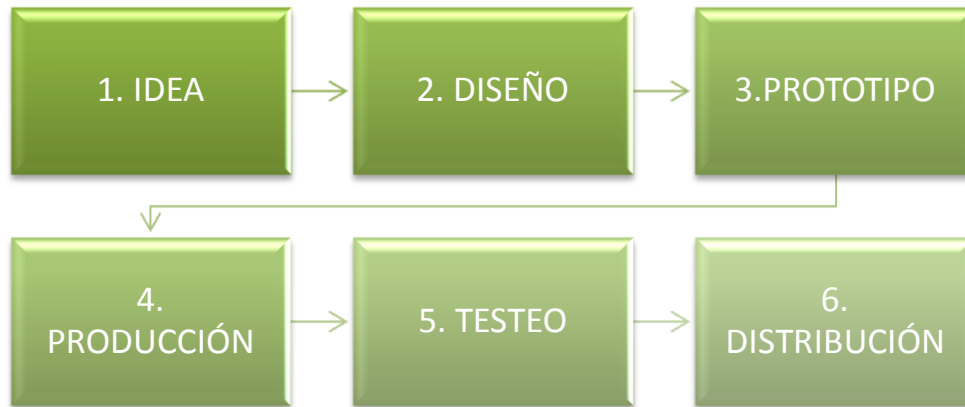 1. IDEA
2. DISEÑO
3.PROTOTIPO
4.
PRODUCCIÓN
5. TESTEO
6.
DISTRIBUCIÓN